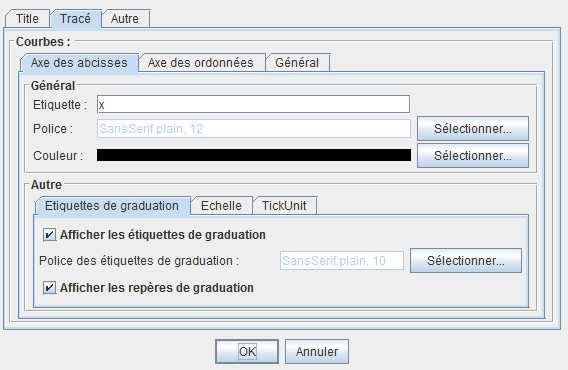 Title Tracé Autre
Courbes :
Axe des abcisses Axe des ordonnées Général
Général
Etiquette : x
Police : SansSerif.plain, 12 Sélectionner...
Couleur : Sélectionner...
Autre
Etiquettes de graduation Echelle TickUnit
Afficher les étiquettes de graduation
Police des étiquettes de graduation : SansSerif.plain, 10 Sélectionner...
Afficher les repères de graduation
OK Annuler